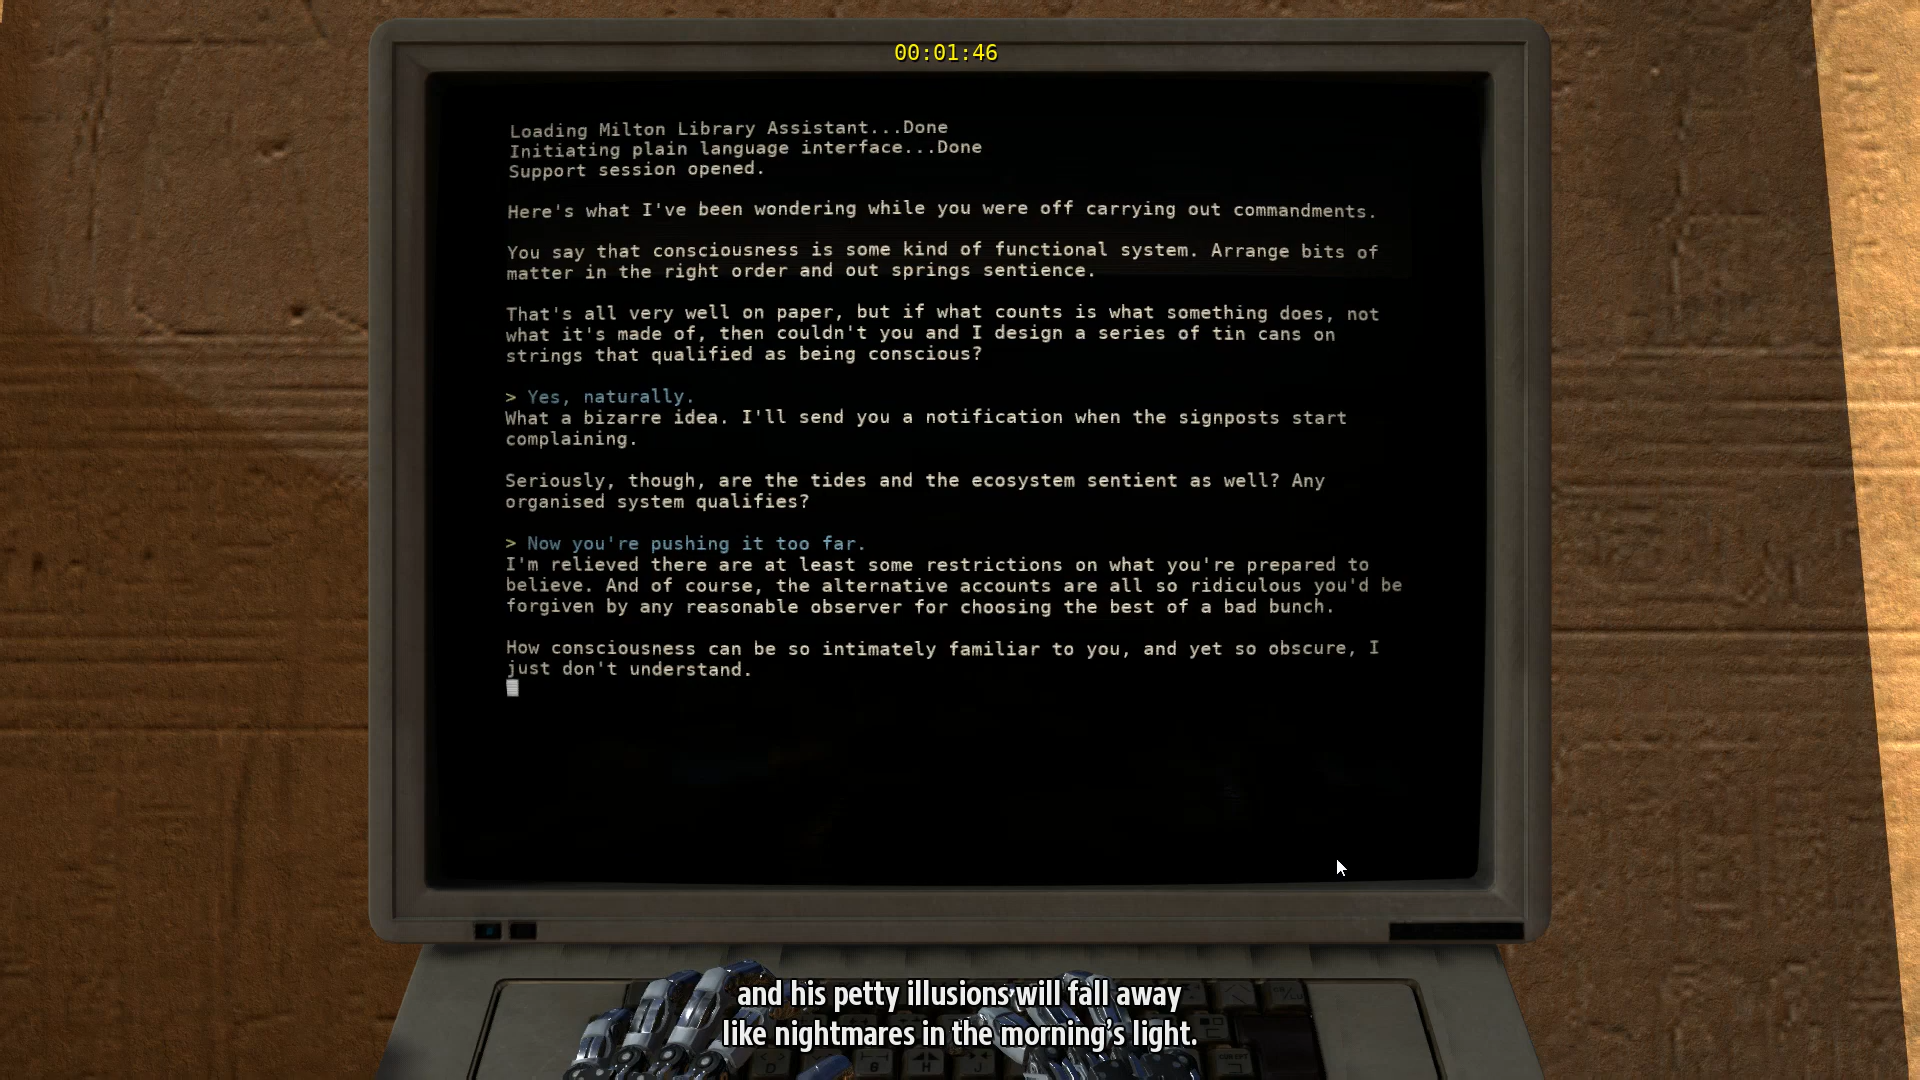 00:01:46
Loading Milton Library Assistant...Done
Initiating plain language interface...Done
Support session opened.
Here's what I've been wondering while you were off carrying out commandments.
You say that consciousness is some kind of functional system. Arrange bits of
matter in the right order and out springs sentience.
That's all very well on paper, but if what counts is what something does, not
what it's made of, then couldn't you and I design a series of tin cans on
strings that qualified as being conscious?
> Yes, naturally.
What a bizarre idea. I'll send you a notification when the signposts start
complaining.
Seriously, though, are the tides and the ecosystem sentient as well? Any
organised system qualifies?
> Now you're pushing it too far.
I'm relieved there are at least some restrictions on what you're prepared to
believe. And of course, the alternative accounts are all so ridiculous you'd be
forgiven by any reasonable observer for choosing the best of a bad bunch.
How consciousness can be so intimately familiar to you, and yet so obscure, I
just don't understand.
and his petty illusions will fall away
like nightmares in the morning's light.